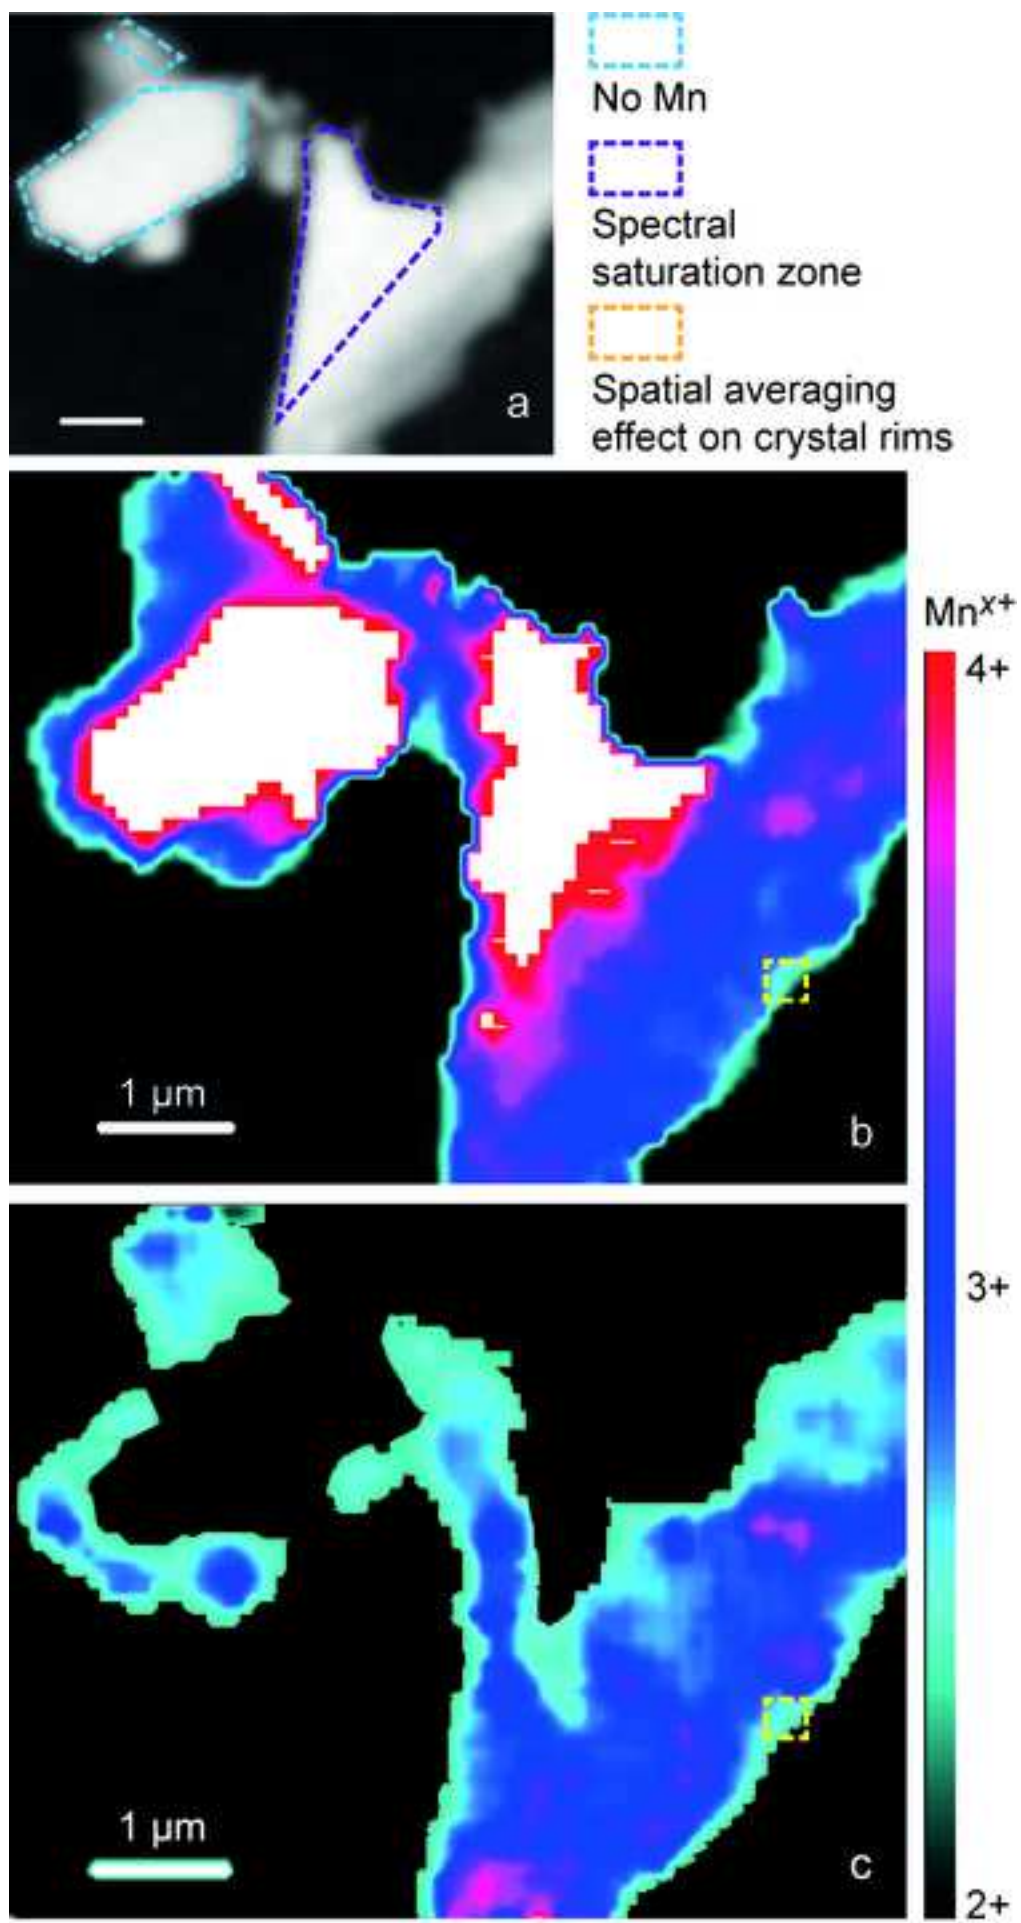 No Mn
Spectral
saturation zone
Spatial averaging
effect on crystal rims
a
Mnˣ⁺
4+
1 µm
b
3+
1 µm
c
2+